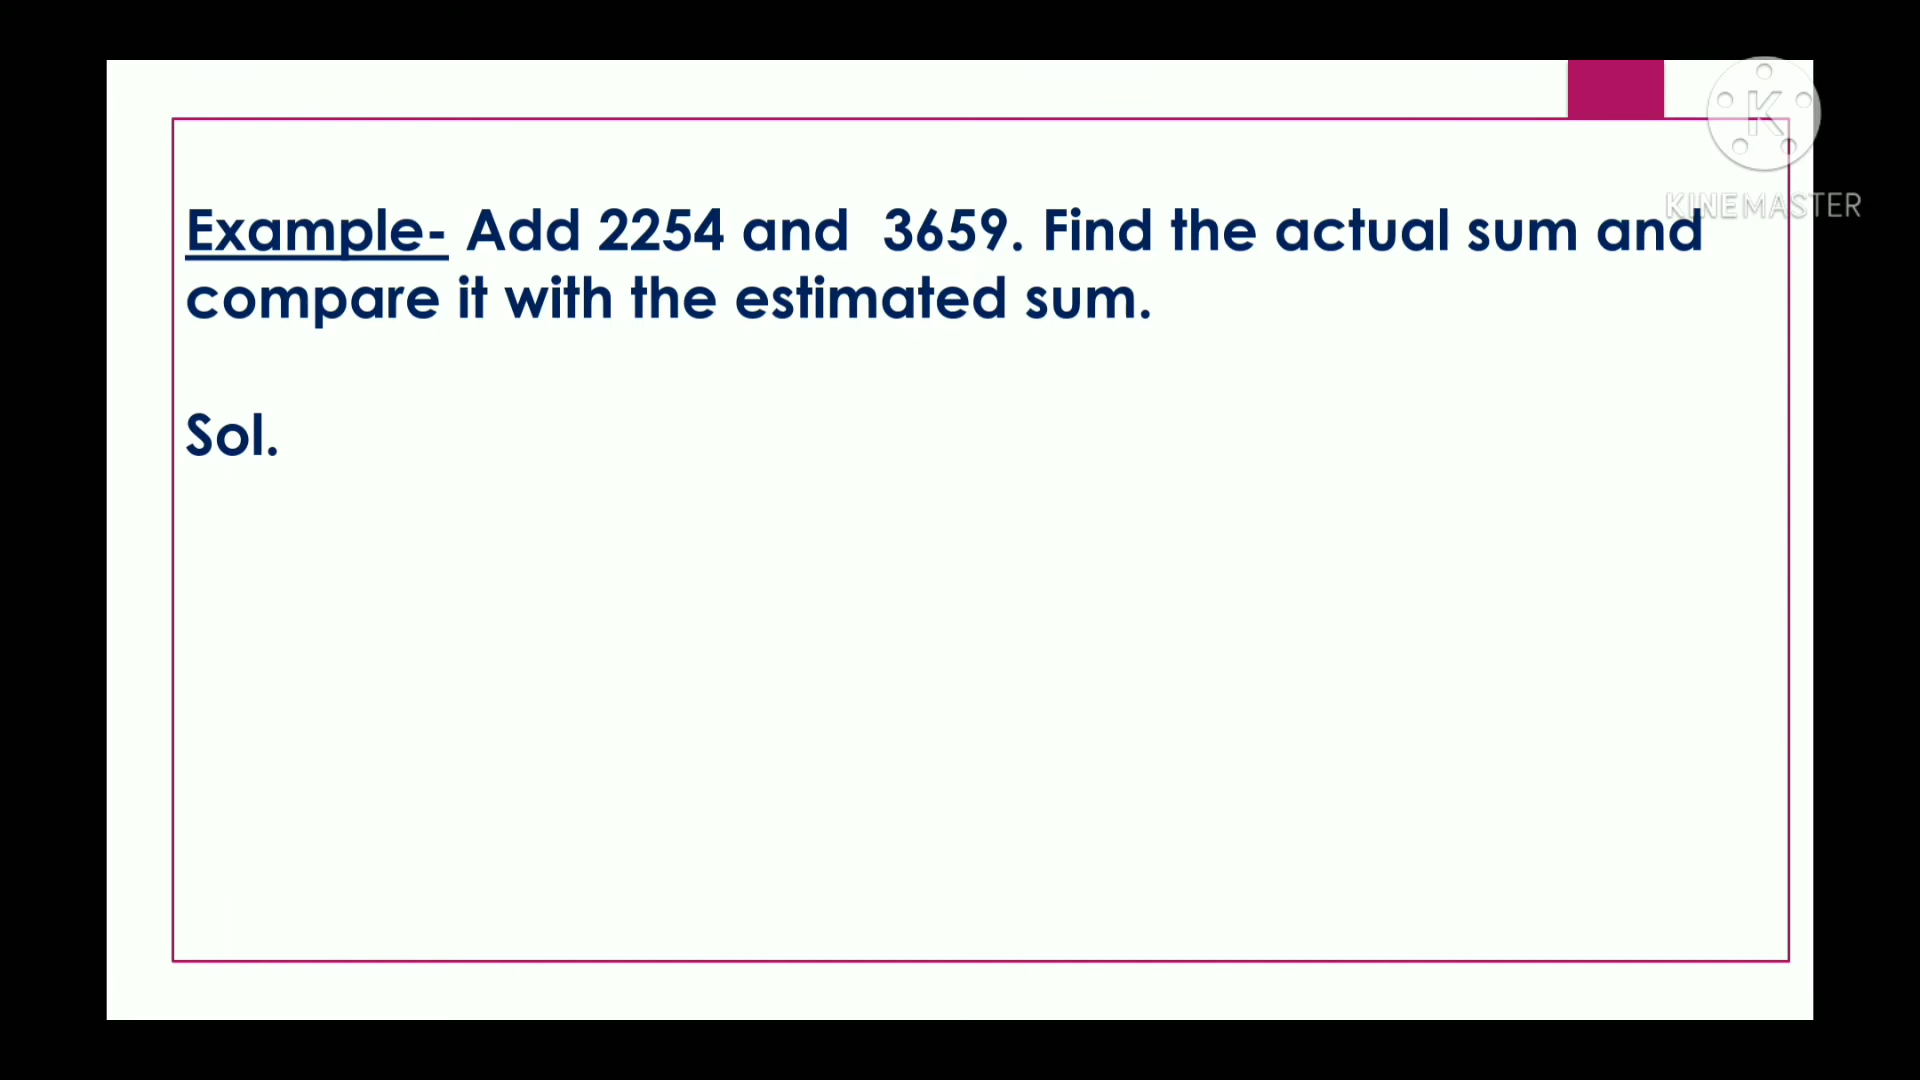 K
KINEMASTER
Example- Add 2254 and  3659. Find the actual sum and
compare it with the estimated sum.
Sol.